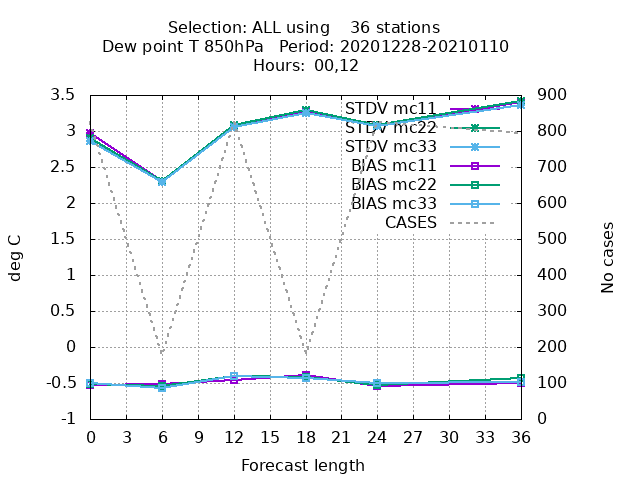 Selection: ALL using    36 stations
Dew point T 850hPa   Period: 20201228-20210110
Hours:  00,12
3.5
3
2.5
2
1.5
1
0.5
0
-0.5
-1
deg C
STDV mc11
STDV mc22
STDV mc33
BIAS mc11
BIAS mc22
BIAS mc33
CASES
900
800
700
600
500
400
300
200
100
0
No cases
0 3 6 9 12 15 18 21 24 27 30 33 36
Forecast length